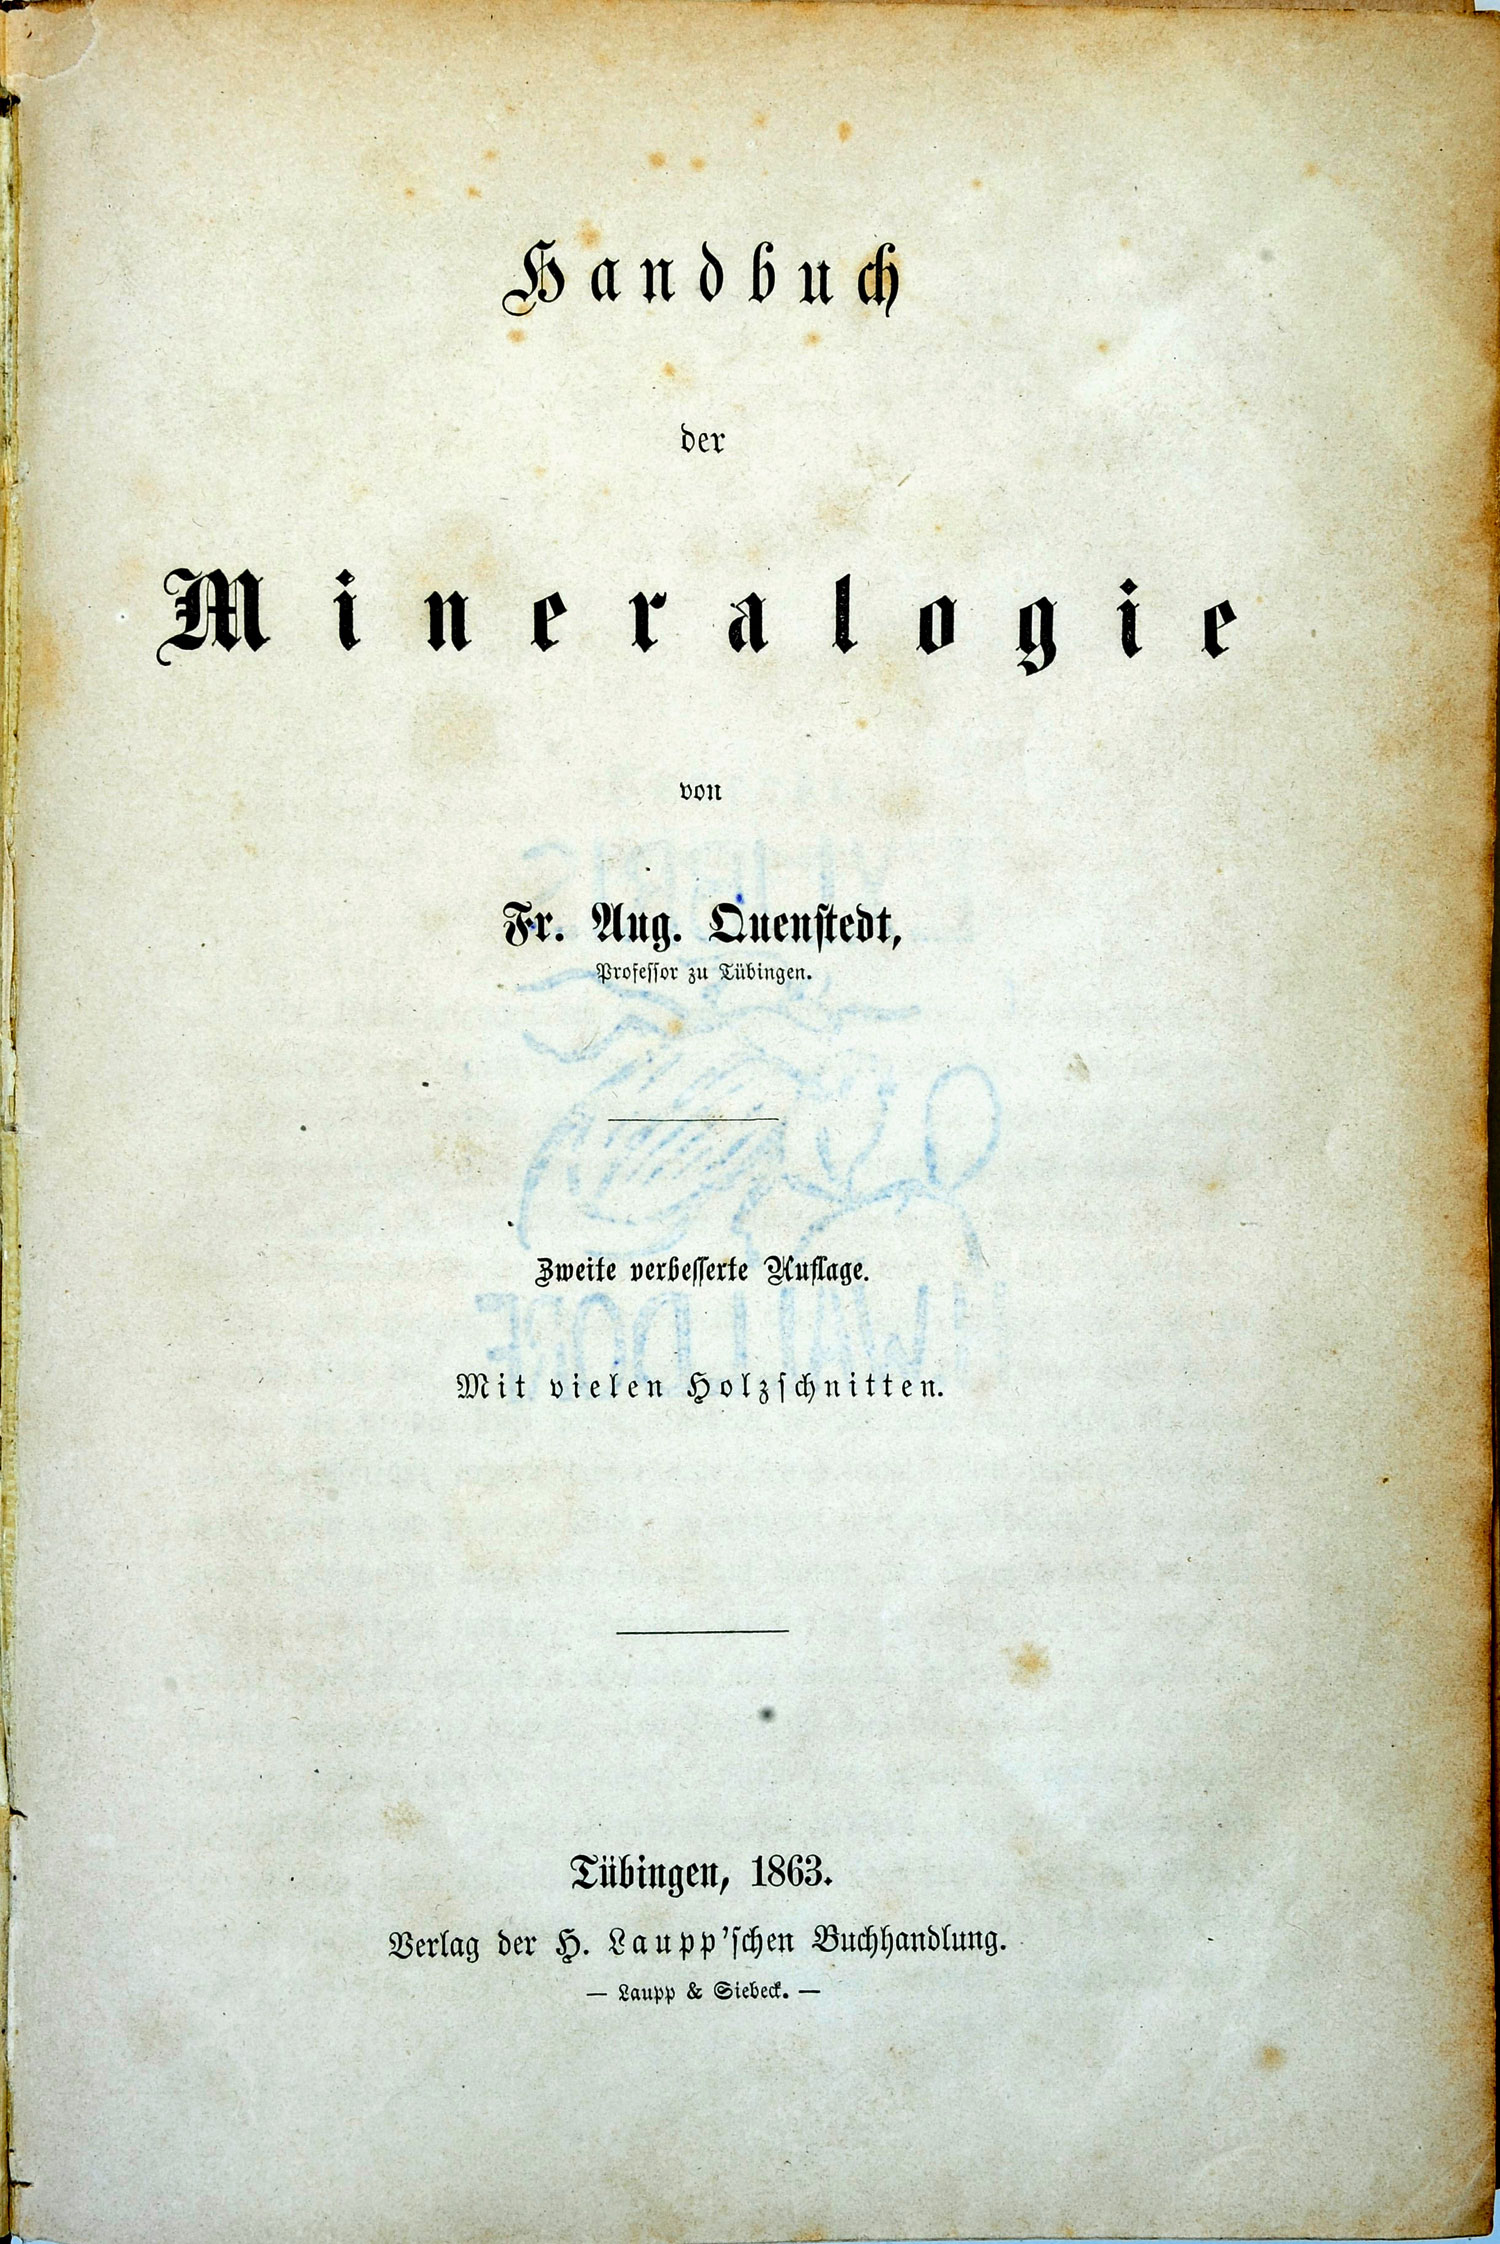 Handbuch
der
Mineralogie
von
Fr. Aug. Quenstedt,
Professor zu Tübingen.
Zweite verbesserte Auflage.
Mit vielen Holzschnitten.
Tübingen, 1863.
Verlag der H. Laupp'schen Buchhandlung.
— Laupp & Siebeck. —